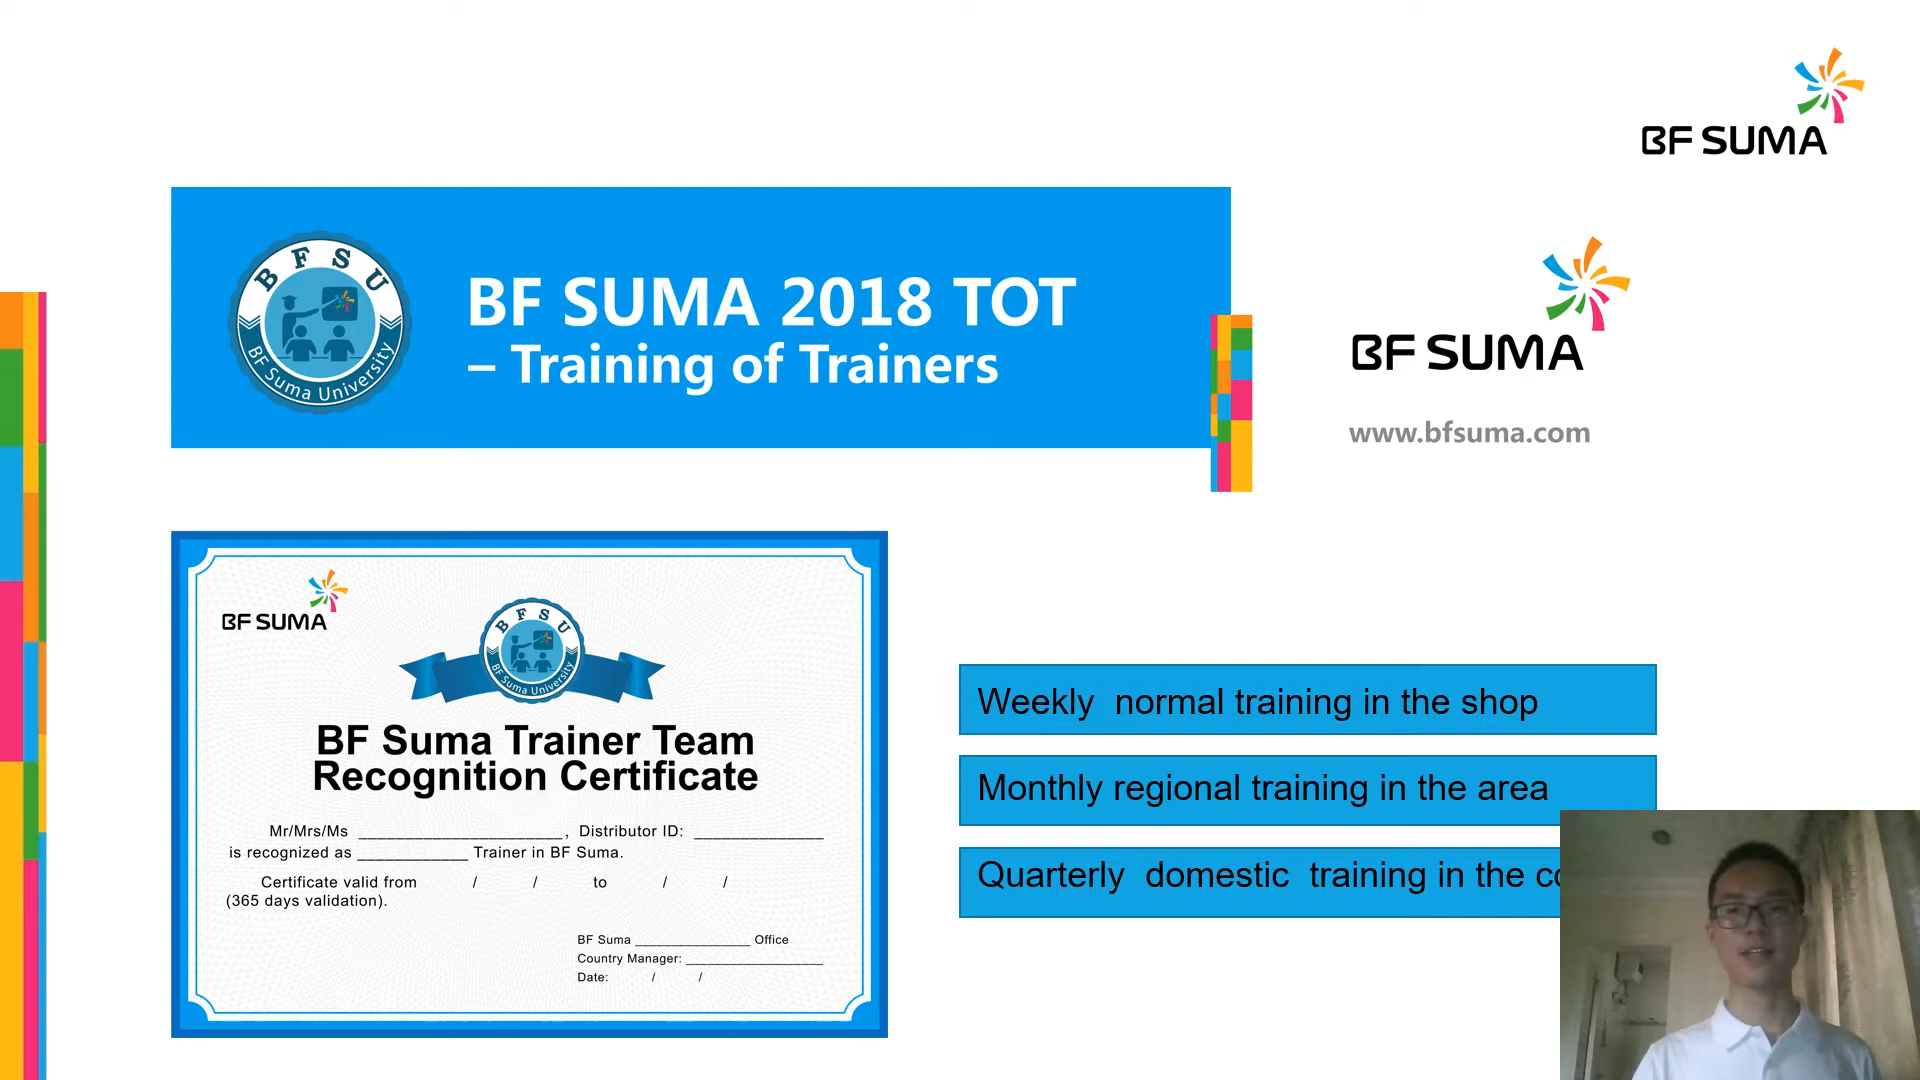 BF SUMA
BFSU
BF Suma University
BF SUMA 2018 TOT
– Training of Trainers
BF SUMA
www.bfsuma.com
BF SUMA
BFSU
BF Suma University
BF Suma Trainer Team
Recognition Certificate
Mr/Mrs/Ms ______________________, Distributor ID: ______________
is recognized as ____________ Trainer in BF Suma.
Certificate valid from / / to / /
(365 days validation).
BF Suma ________________ Office
Country Manager: ___________________
Date: / /
Weekly normal training in the shop
Monthly regional training in the area
Quarterly domestic training in the